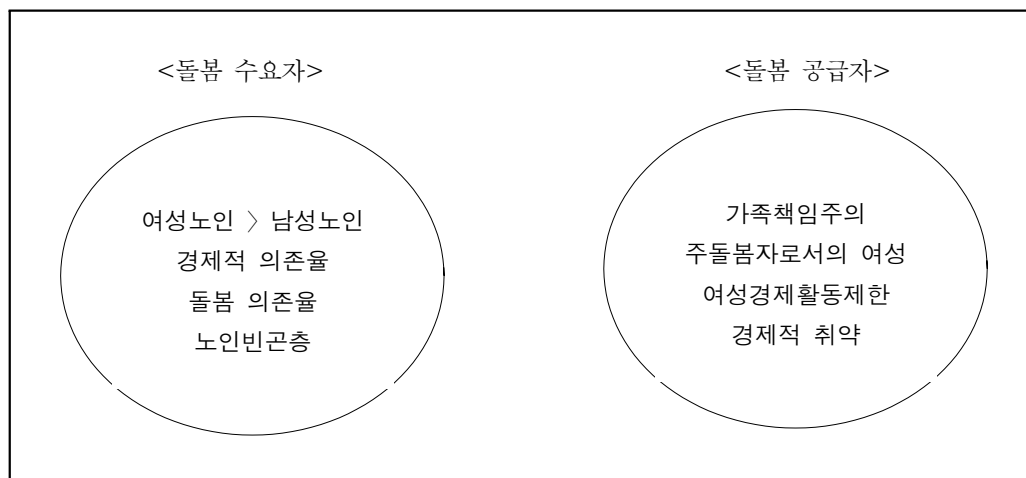 <돌봄 수요자>
여성노인 〉 남성노인
경제적 의존율
돌봄 의존율
노인빈곤층
<돌봄 공급자>
가족책임주의
주돌봄자로서의 여성
여성경제활동제한
경제적 취약